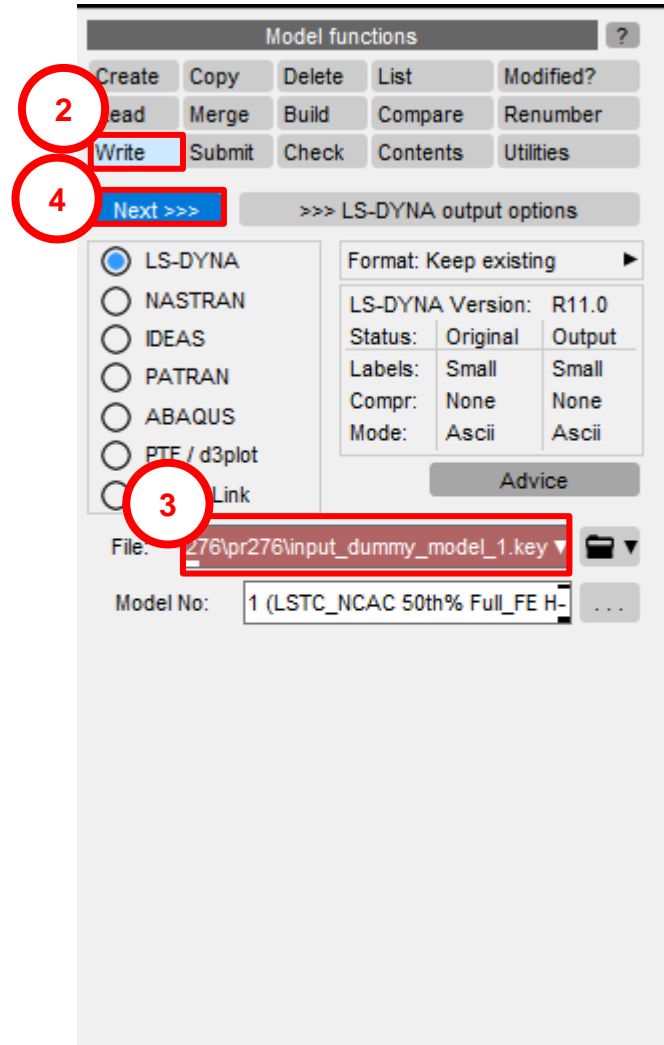 Model functions ?
Create Copy Delete List Modified?
2 Read Merge Build Compare Renumber
Write Submit Check Contents Utilities
4 Next >>> >>> LS-DYNA output options
LS-DYNA Format: Keep existing
NASTRAN LS-DYNA Version: R11.0
IDEAS Status: Original Output
PATRAN Labels: Small Small
ABAQUS Compr: None None
Mode: Ascii Ascii
PTF / d3plot
Link Advice
3
File: 276\pr276\input_dummy_model_1.key
Model No: 1 (LSTC_NCAC 50th% Full_FE H- ...